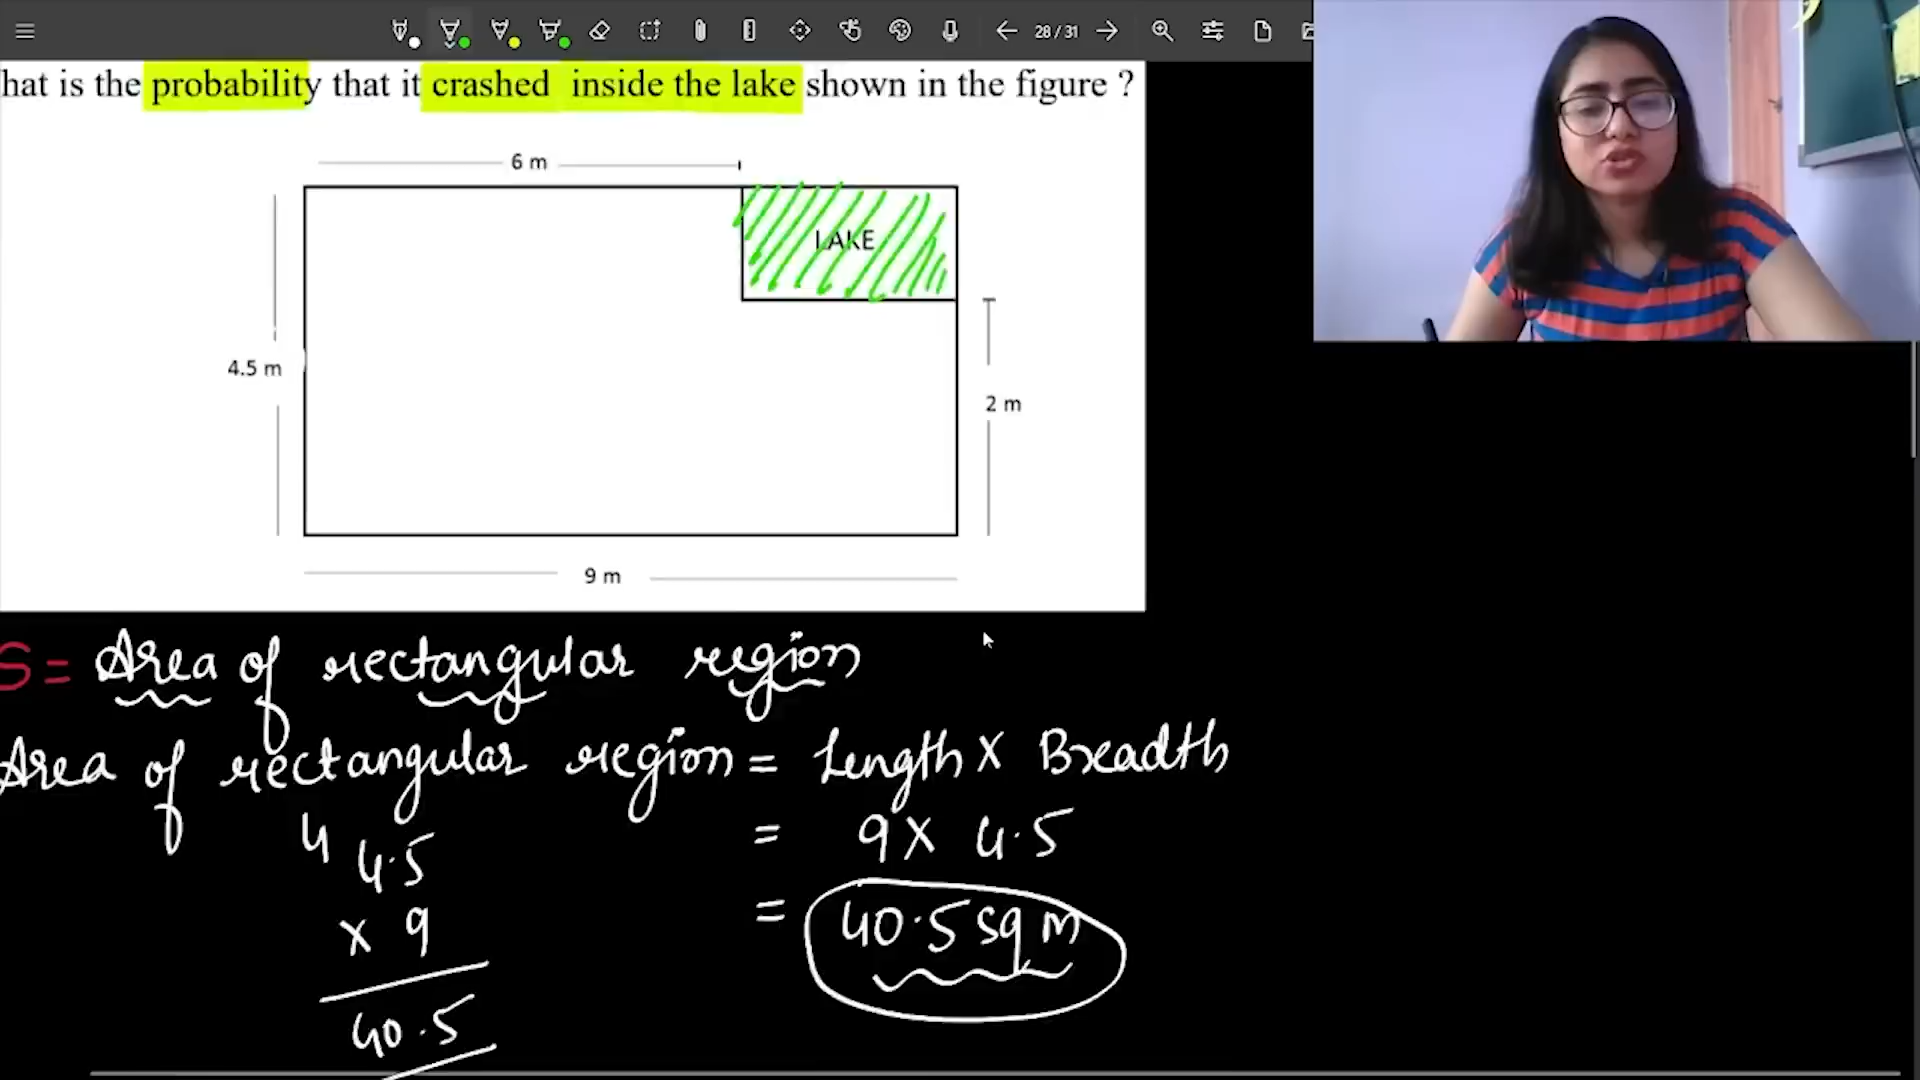 28 / 31
hat is the probability that it crashed inside the lake shown in the figure ?
6 m
LAKE
4.5 m
2 m
9 m
S = Area of rectangular region
Area of rectangular region = Length X Breadth
= 9 X 4.5
= 40.5 sq m
4
4.5
X 9
40.5